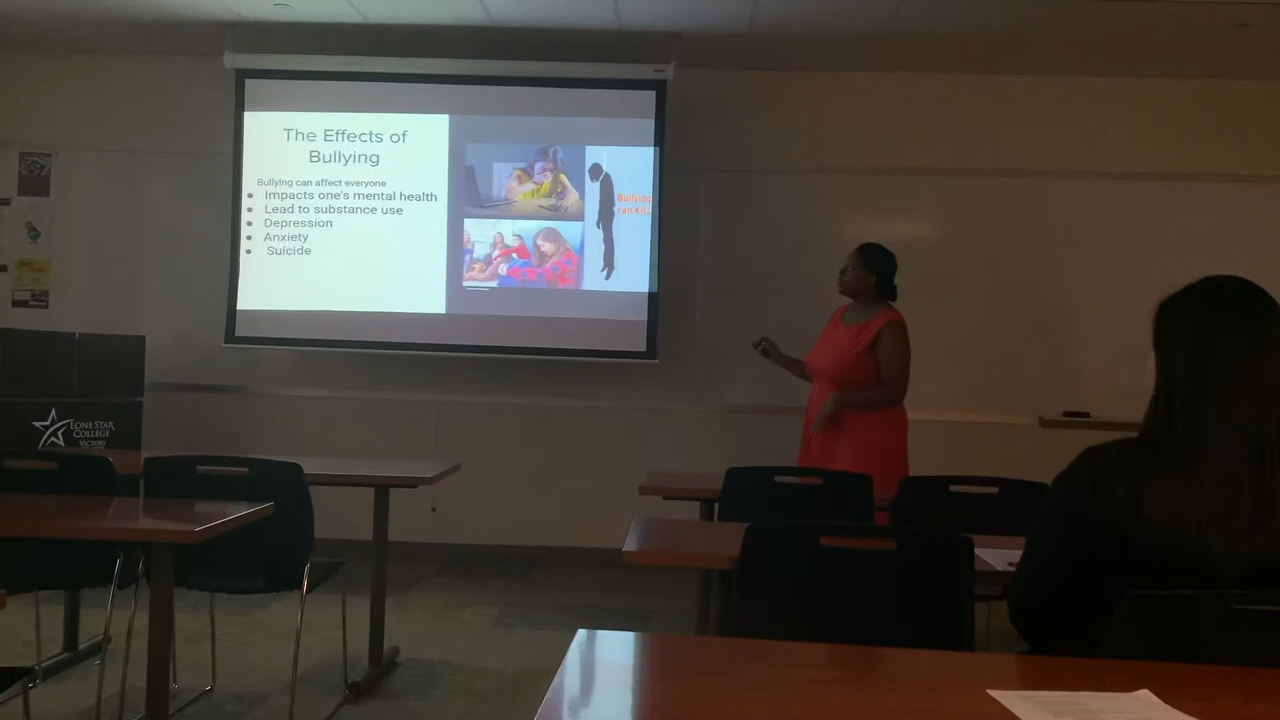 The Effects of
Bullying
Bullying can affect everyone
Impacts one's mental health
Lead to substance use
Depression
Anxiety
Suicide
Bullying
can KILL
LONE STAR
COLLEGE
VICTORY